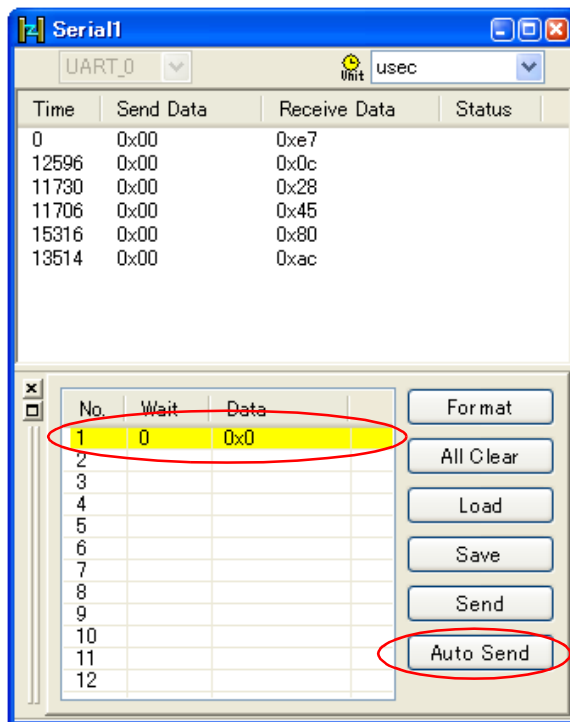 Serial1
UART_0 Unit usec
Time Send Data Receive Data Status
0 0x00 0xe7
12596 0x00 0x0c
11730 0x00 0x28
11706 0x00 0x45
15316 0x00 0x80
13514 0x00 0xac
No. Wait Data
1 0 0x0
2
3
4
5
6
7
8
9
10
11
12
Format
All Clear
Load
Save
Send
Auto Send